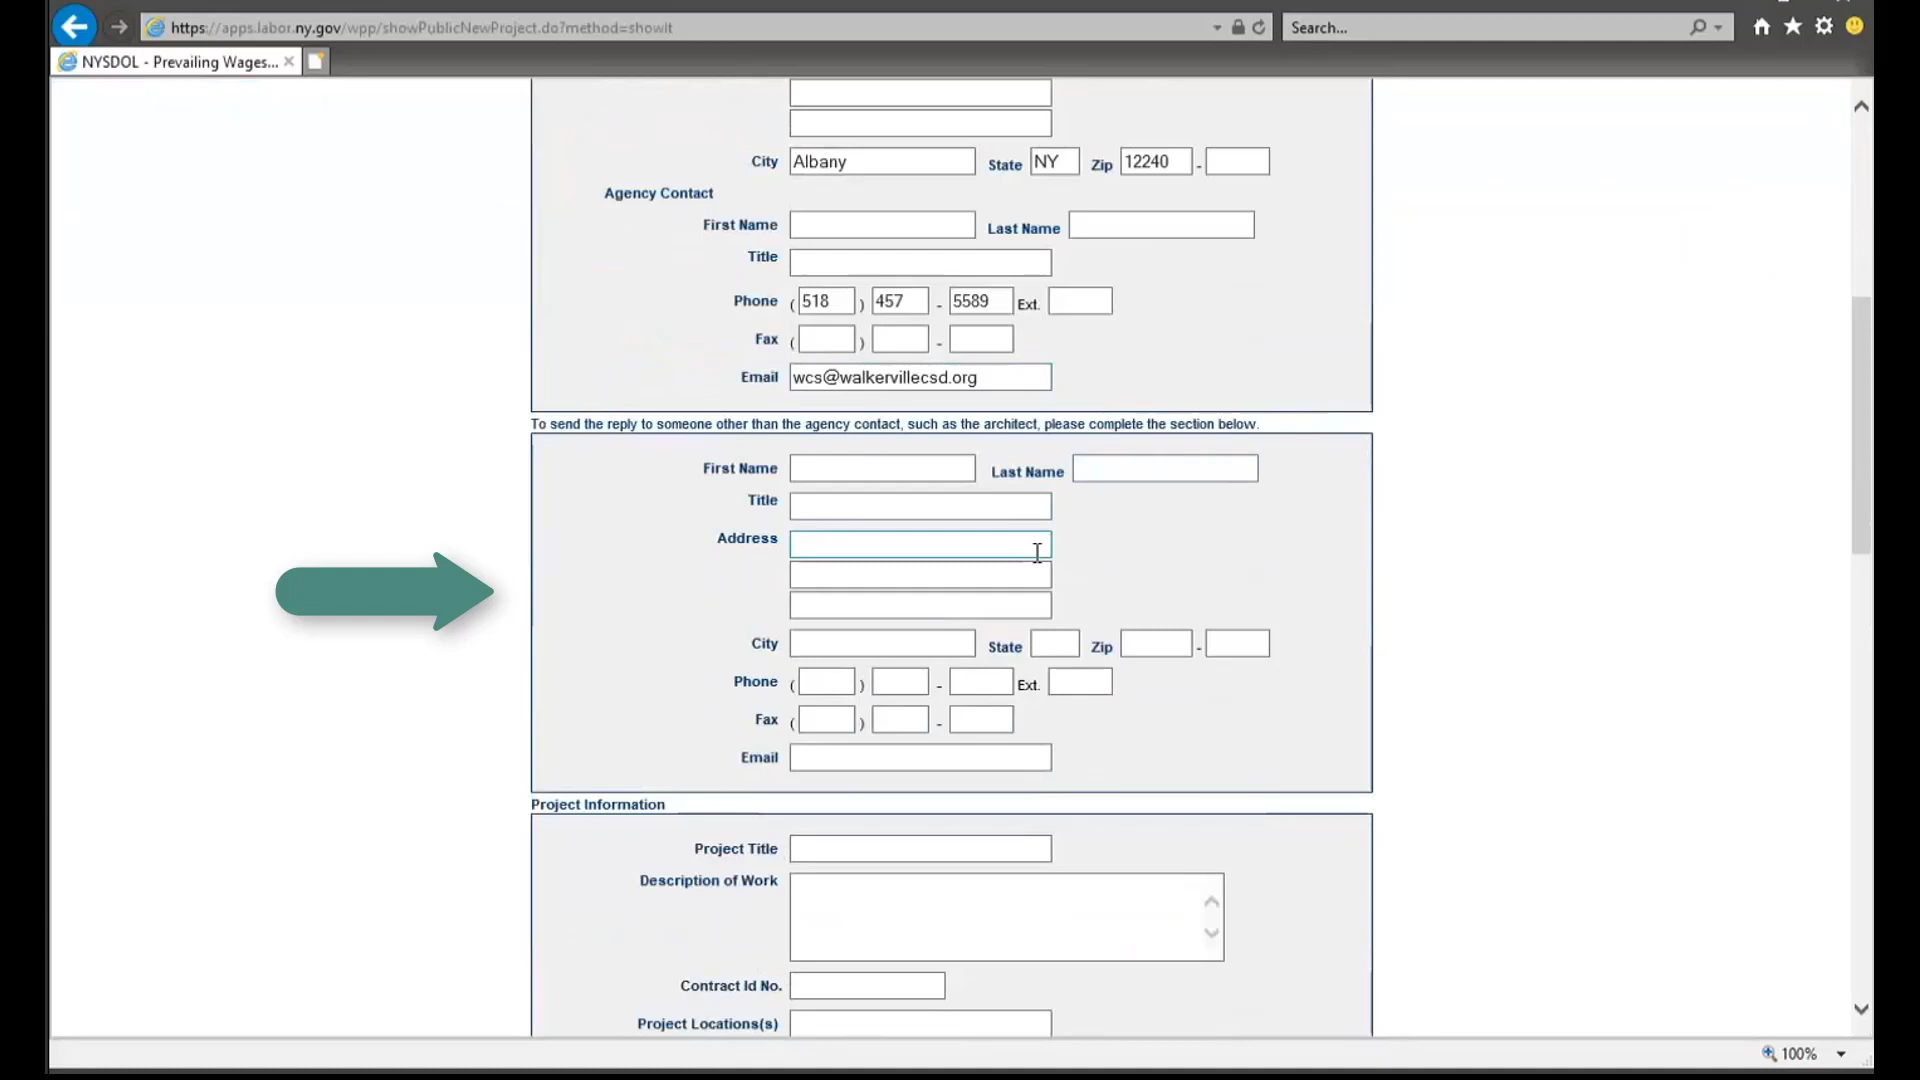 https://apps.labor.ny.gov/wpp/showPublicNewProject.do?method=showIt
Search...
NYSDOL - Prevailing Wages...
City Albany State NY Zip 12240 -
Agency Contact
First Name Last Name
Title
Phone ( 518 ) 457 - 5589 Ext.
Fax ( ) -
Email wcs@walkervillecsd.org
To send the reply to someone other than the agency contact, such as the architect, please complete the section below.
First Name Last Name
Title
Address
City State Zip -
Phone ( ) - Ext.
Fax ( ) -
Email
Project Information
Project Title
Description of Work
Contract Id No.
Project Locations(s)
100%